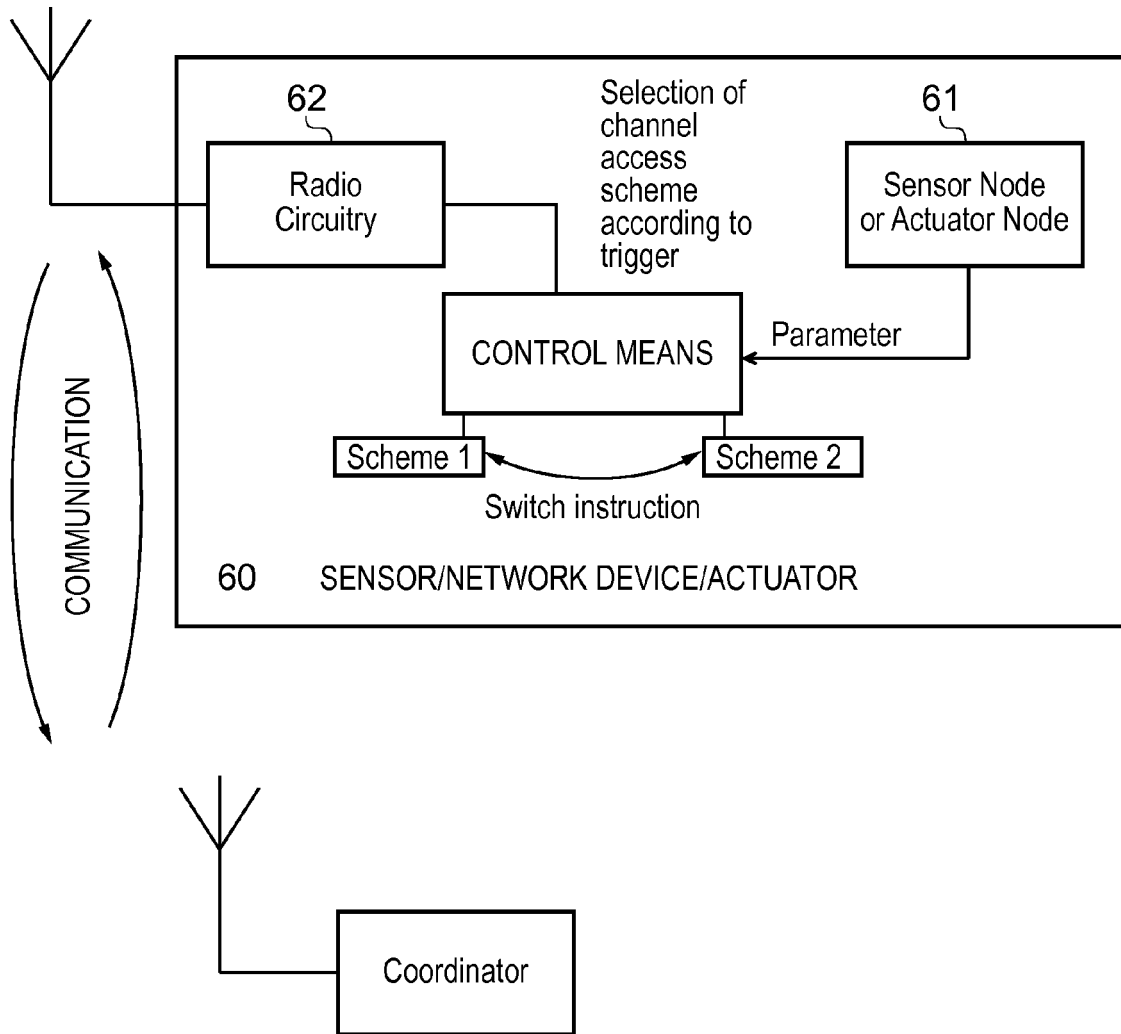 62
Radio
Circuitry
Selection of
channel
access
scheme
according to
trigger
61
Sensor Node
or Actuator Node
CONTROL MEANS
Parameter
Scheme 1
Scheme 2
Switch instruction
60 SENSOR/NETWORK DEVICE/ACTUATOR
COMMUNICATION
Coordinator